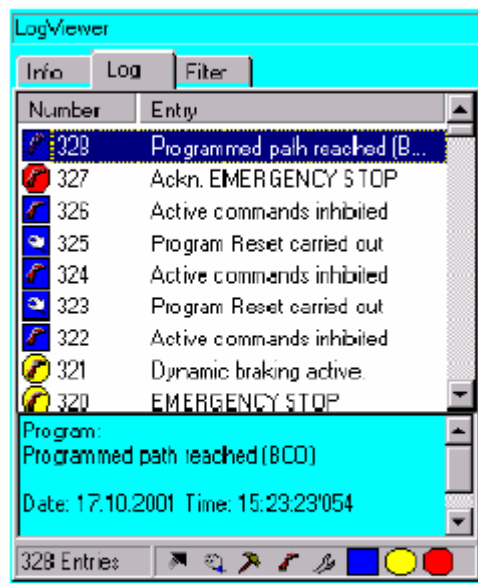 LogViewer
Info Log Filter
Number Entry
328 Programmed path reached (B...
327 Ackn. EMERGENCY STOP
326 Active commands inhibited
325 Program Reset carried out
324 Active commands inhibited
323 Program Reset carried out
322 Active commands inhibited
321 Dynamic braking active.
320 EMERGENCY STOP
Program:
Programmed path reached (BCO)
Date: 17.10.2001 Time: 15:23:23'054
328 Entries